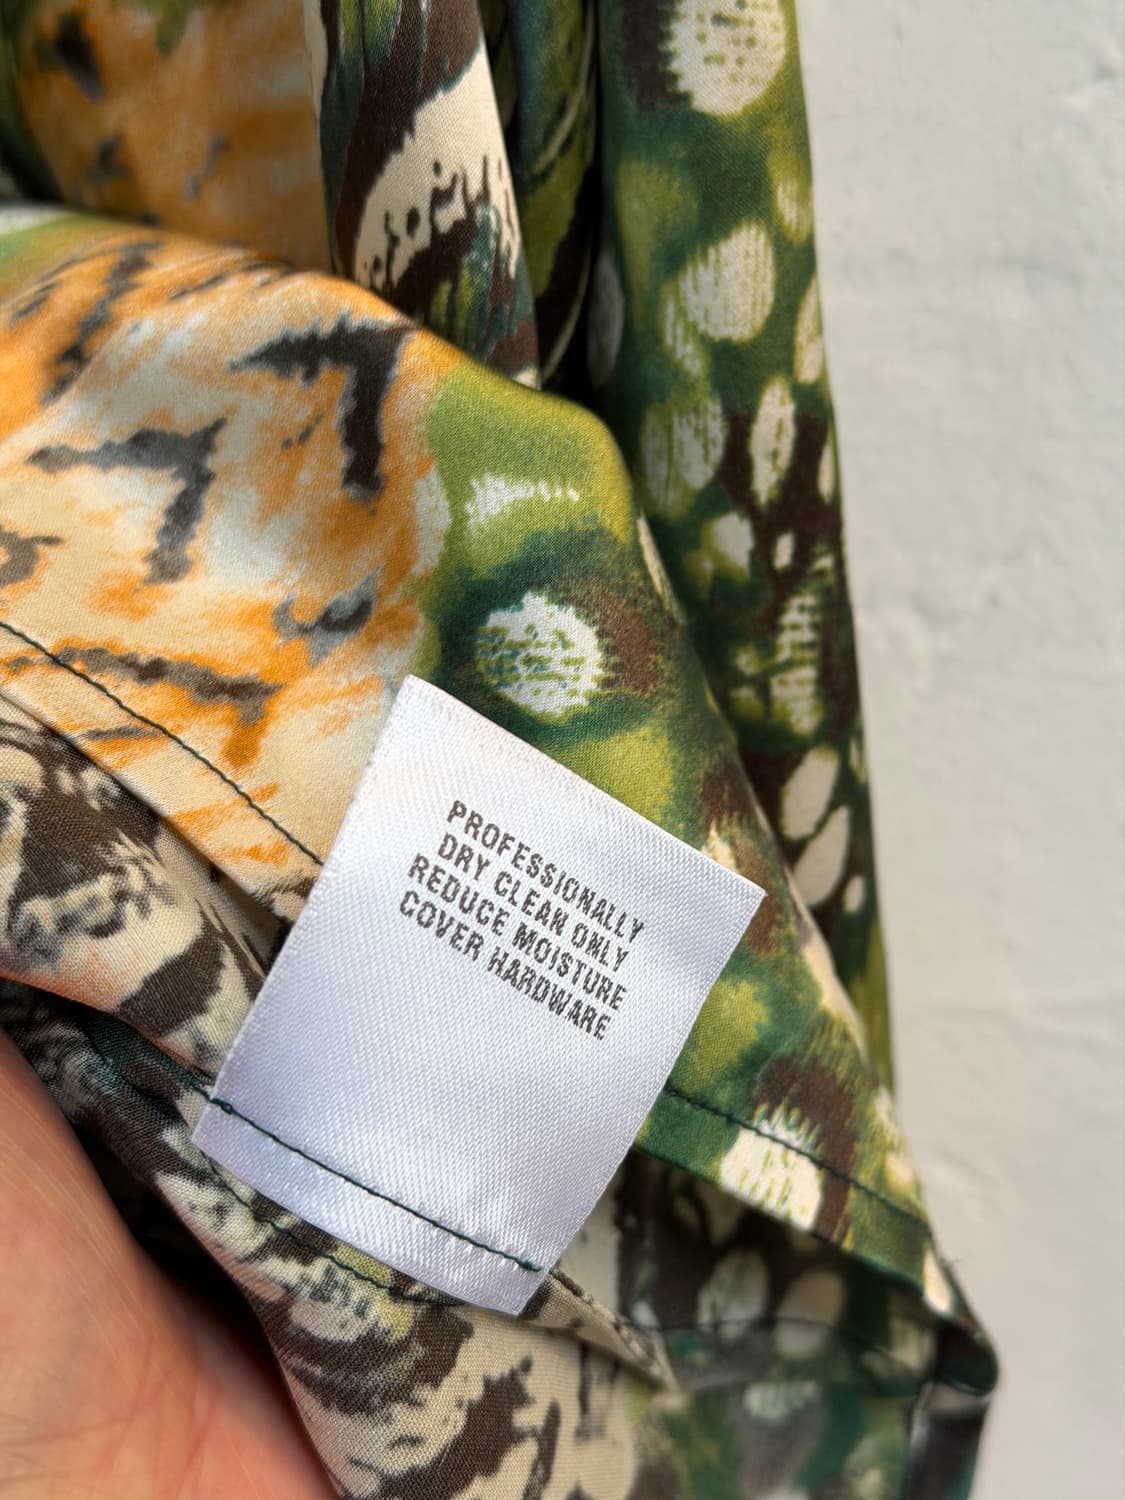 PROFESSIONALLY
DRY CLEAN ONLY
REDUCE MOISTURE
COVER HARDWARE